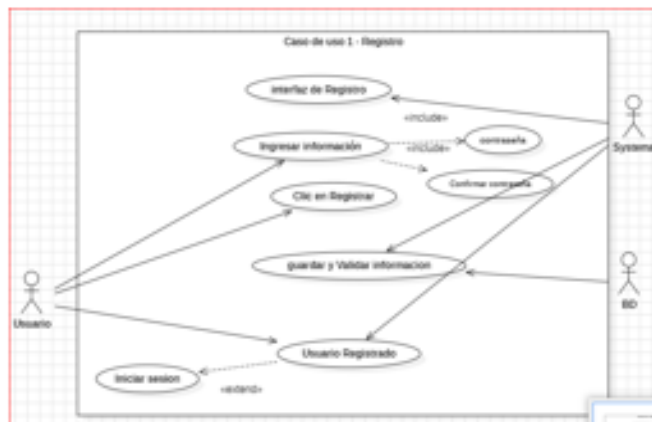 Caso de uso 1 - Registro
interfaz de Registro
«include»
Systema
Ingresar información
«include»
contraseña
Confirmar contraseña
Clic en Registrar
guardar y Validar informacion
BD
Usuario
Usuario Registrado
Iniciar sesion
«extend»